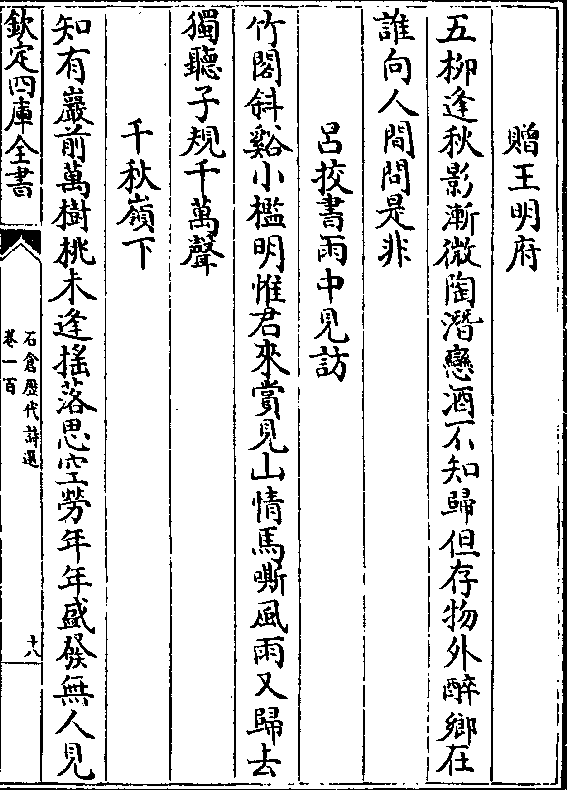 贈王明府
五柳逢秋影漸微陶潛戀酒不知歸但存物外醉鄉在
誰向人間問是非
呂挍書雨中見訪
竹閣斜谿小檻明惟君來賞見山情馬嘶風雨又歸去
獨聽子規千萬聲
千秋嶺下
知有巖前萬樹桃未逢搖落思空勞年年盛發無人見
欽定四庫全書
石倉歷代詩選
卷一百
十八